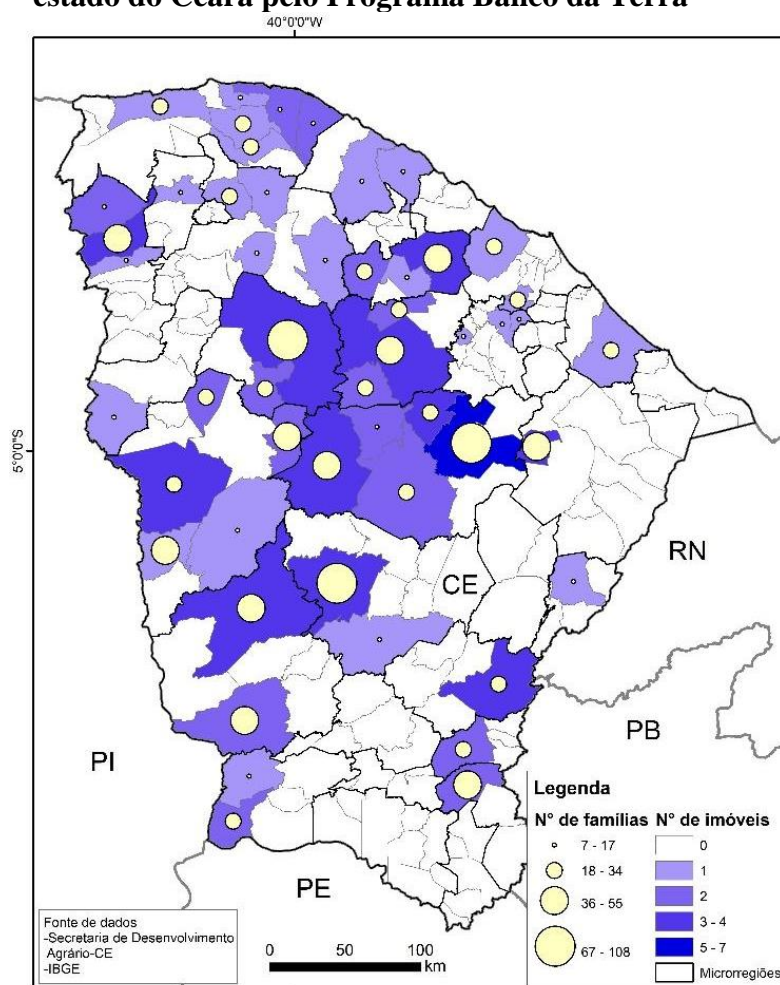 estado do Ceará pelo Programa Banco da Terra
40°0'0"W
5°0'0"S
RN
CE
PB
PI
PE
Legenda
N° de famílias
7 - 17
18 - 34
36 - 55
67 - 108
N° de imóveis
0
1
2
3 - 4
5 - 7
Microrregiões
Fonte de dados
-Secretaria de Desenvolvimento
Agrário-CE
-IBGE
0 50 100
km